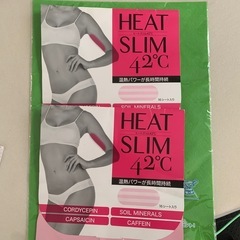 HEAT
SLIM
42℃
温熱パワーが長時間持続
SOIL MINERALS
HEAT
SLIM
42℃
温熱パワーが長時間持続
CORDYCEPIN
SOIL MINERALS
CAPSAICIN
CAFFEIN